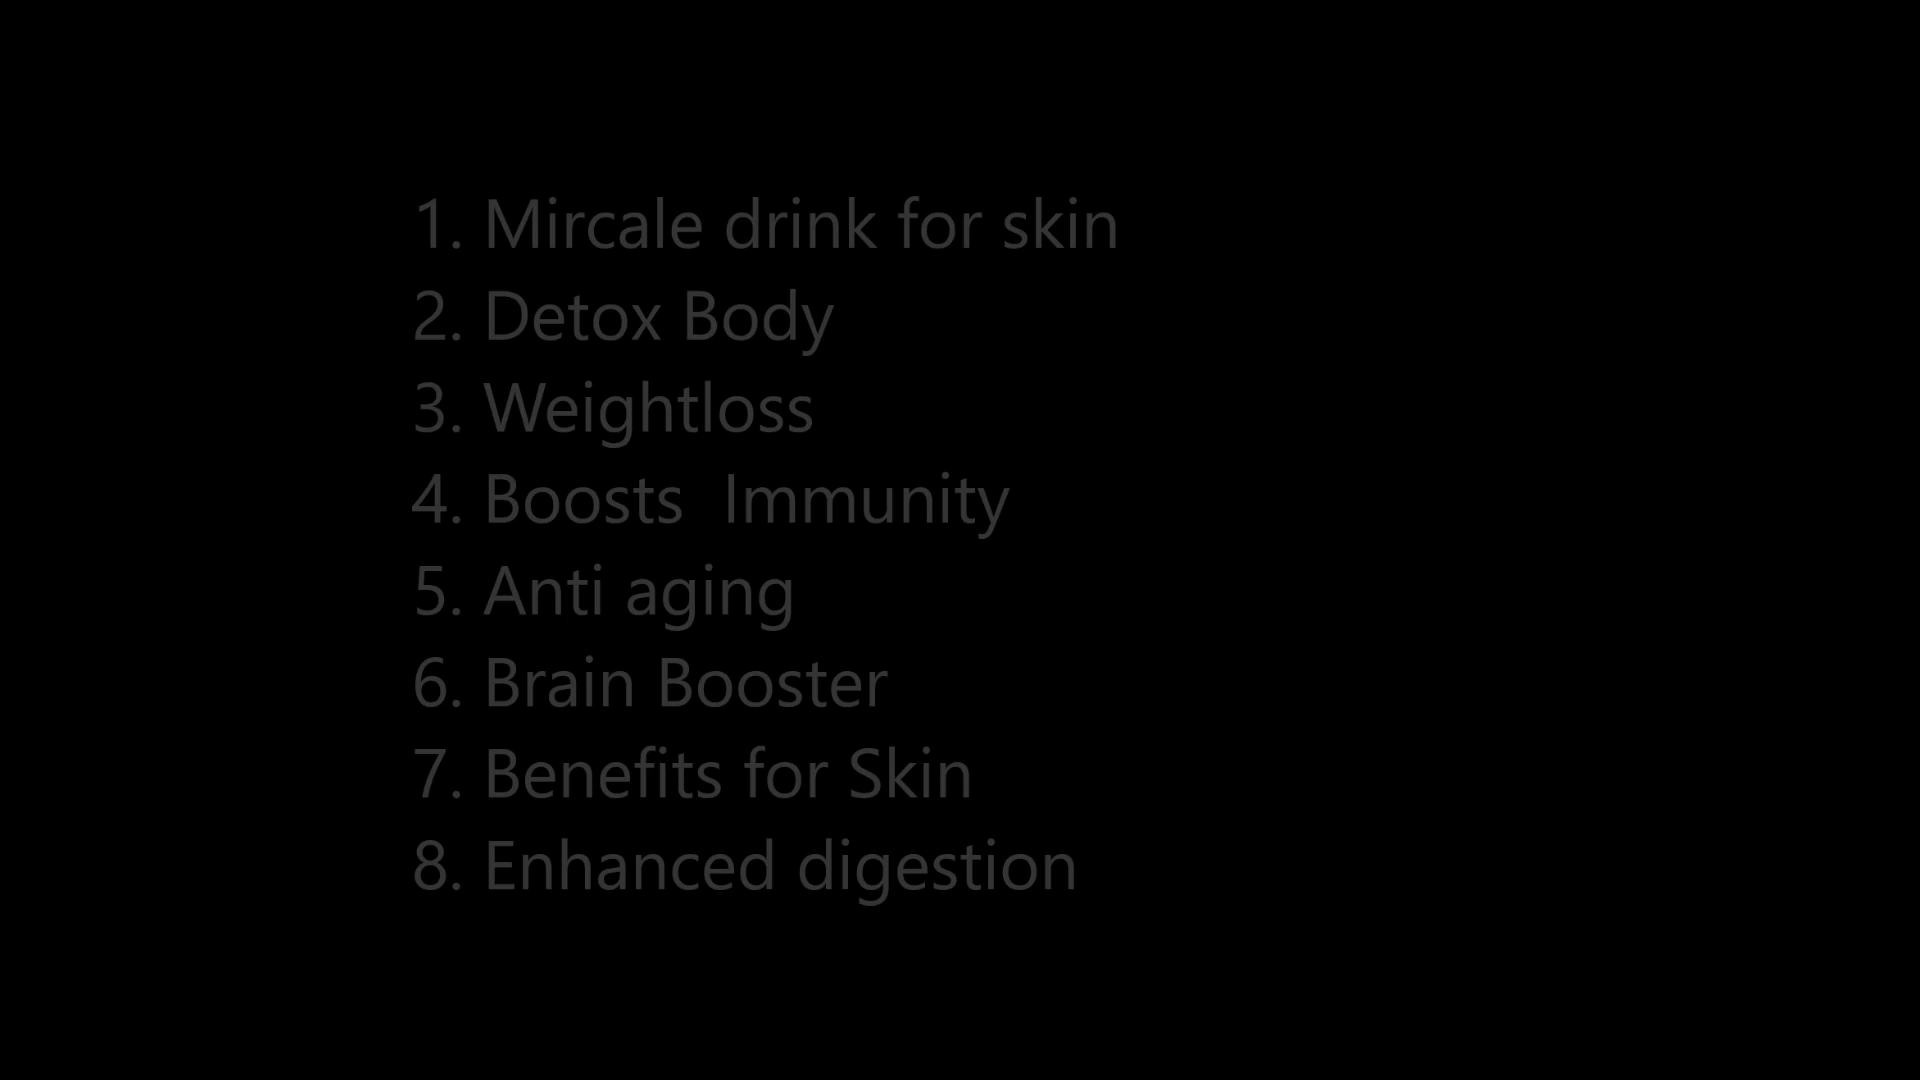 1. Mircale drink for skin
2. Detox Body
3. Weightloss
4. Boosts  Immunity
5. Anti aging
6. Brain Booster
7. Benefits for Skin
8. Enhanced digestion